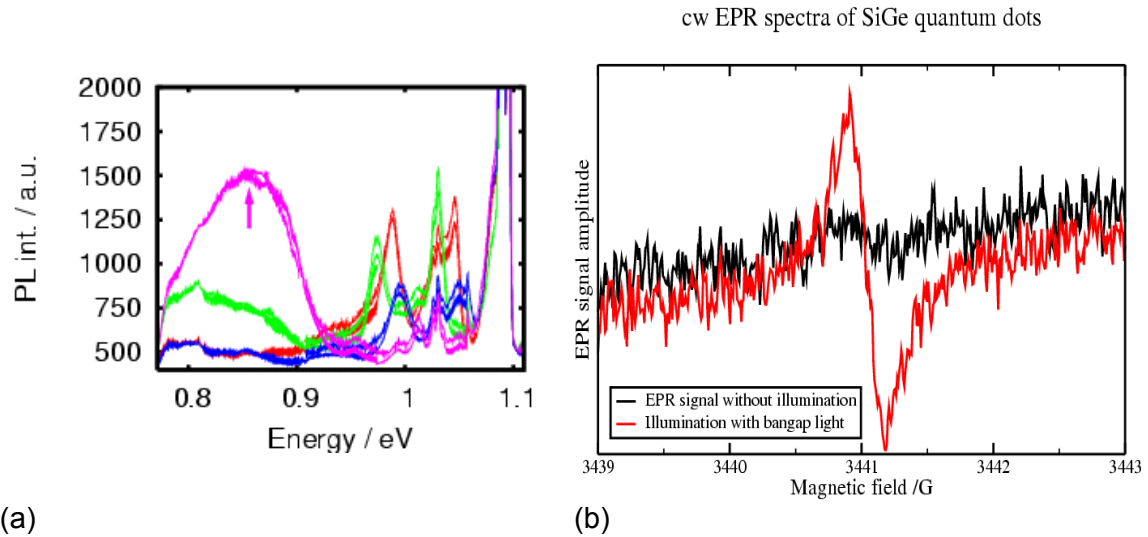 cw EPR spectra of SiGe quantum dots
2000
1750
1500
1250
1000
750
500
PL int. / a.u.
0.8 0.9 1 1.1
Energy / eV
(a)
EPR signal amplitude
EPR signal without illumination
Illumination with bangap light
3439 3440 3441 3442 3443
Magnetic field /G
(b)